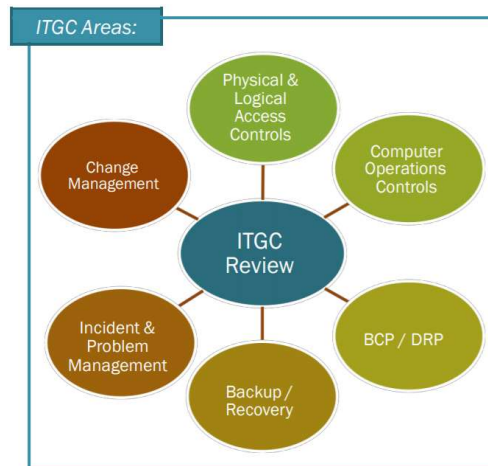 ITGC Areas:
Physical &
Logical
Access
Controls
Computer
Operations
Controls
BCP / DRP
Backup /
Recovery
Incident &
Problem
Management
Change
Management
ITGC
Review